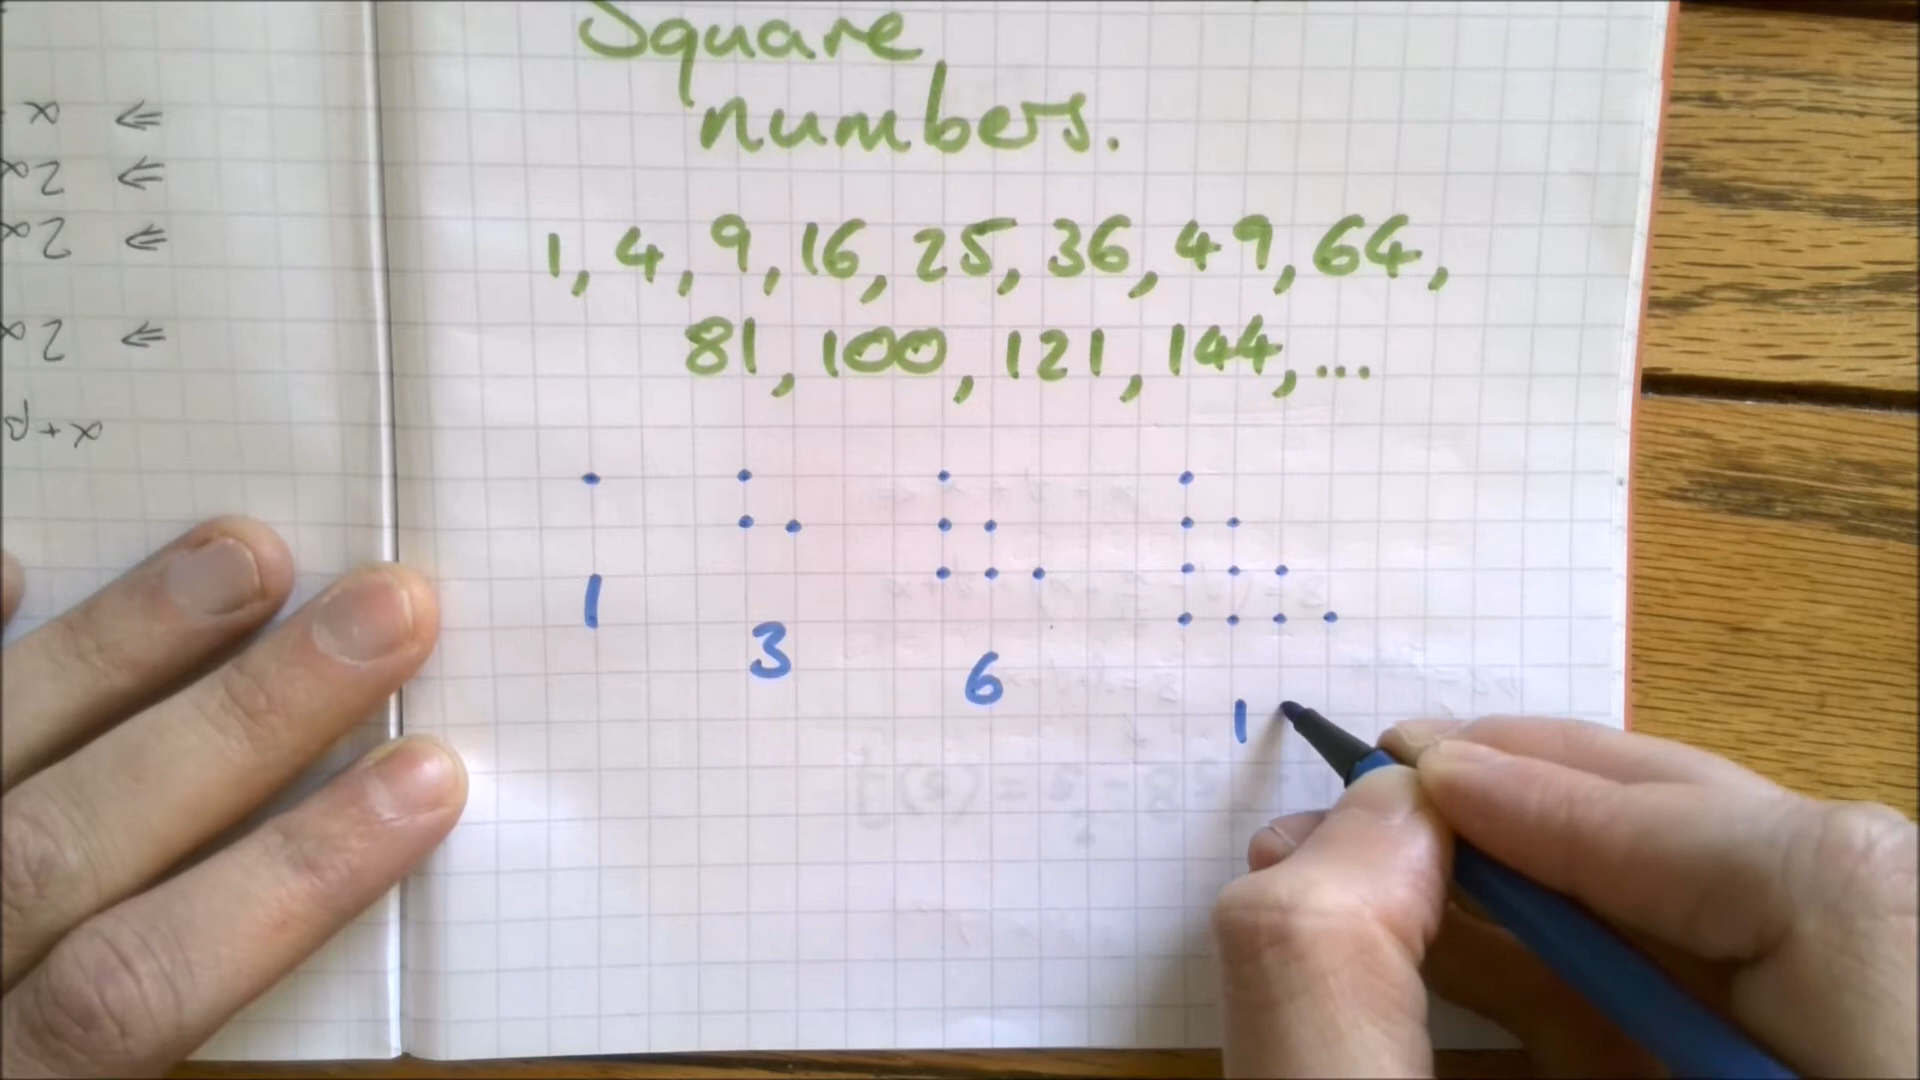 Square
numbers.
1, 4, 9, 16, 25, 36, 49, 64,
81, 100, 121, 144, ...
1
3
6
1